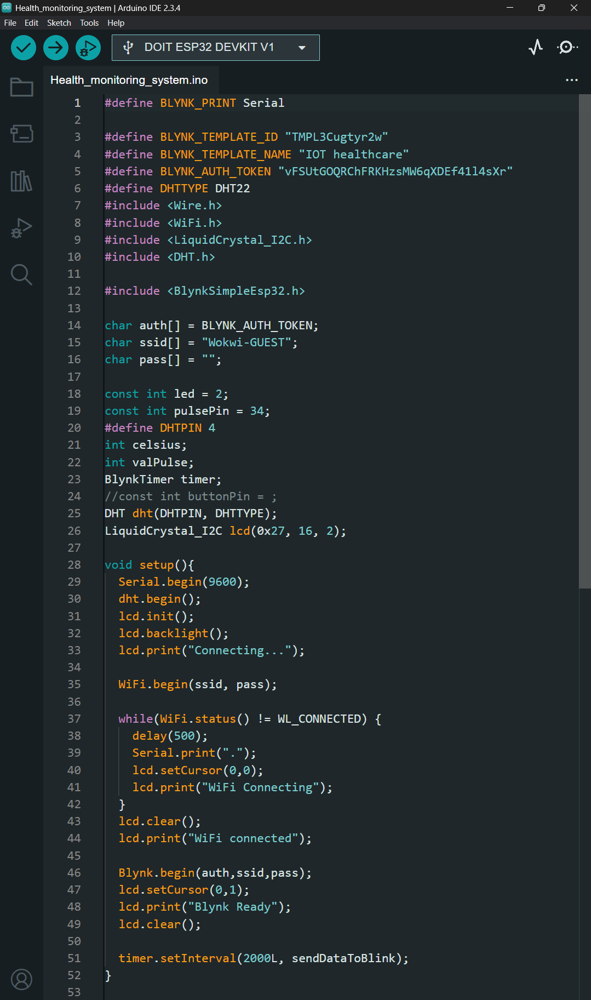 Health_monitoring_system | Arduino IDE 2.3.4
File Edit Sketch Tools Help
DOIT ESP32 DEVKIT V1
Health_monitoring_system.ino
1 #define BLYNK_PRINT Serial
2
3 #define BLYNK_TEMPLATE_ID "TMPL3Cugtyr2w"
4 #define BLYNK_TEMPLATE_NAME "IOT healthcare"
5 #define BLYNK_AUTH_TOKEN "vFSUtGOQRChFRKHzsMW6qXDEf41l4sXr"
6 #define DHTTYPE DHT22
7 #include <Wire.h>
8 #include <WiFi.h>
9 #include <LiquidCrystal_I2C.h>
10 #include <DHT.h>
11
12 #include <BlynkSimpleEsp32.h>
13
14 char auth[] = BLYNK_AUTH_TOKEN;
15 char ssid[] = "Wokwi-GUEST";
16 char pass[] = "";
17
18 const int led = 2;
19 const int pulsePin = 34;
20 #define DHTPIN 4
21 int celsius;
22 int valPulse;
23 BlynkTimer timer;
24 //const int buttonPin = ;
25 DHT dht(DHTPIN, DHTTYPE);
26 LiquidCrystal_I2C lcd(0x27, 16, 2);
27
28 void setup(){
29 Serial.begin(9600);
30 dht.begin();
31 lcd.init();
32 lcd.backlight();
33 lcd.print("Connecting...");
34
35 WiFi.begin(ssid, pass);
36
37 while(WiFi.status() != WL_CONNECTED) {
38 delay(500);
39 Serial.print(".");
40 lcd.setCursor(0,0);
41 lcd.print("WiFi Connecting");
42 }
43 lcd.clear();
44 lcd.print("WiFi connected");
45
46 Blynk.begin(auth,ssid,pass);
47 lcd.setCursor(0,1);
48 lcd.print("Blynk Ready");
49 lcd.clear();
50
51 timer.setInterval(2000L, sendDataToBlink);
52 }
53